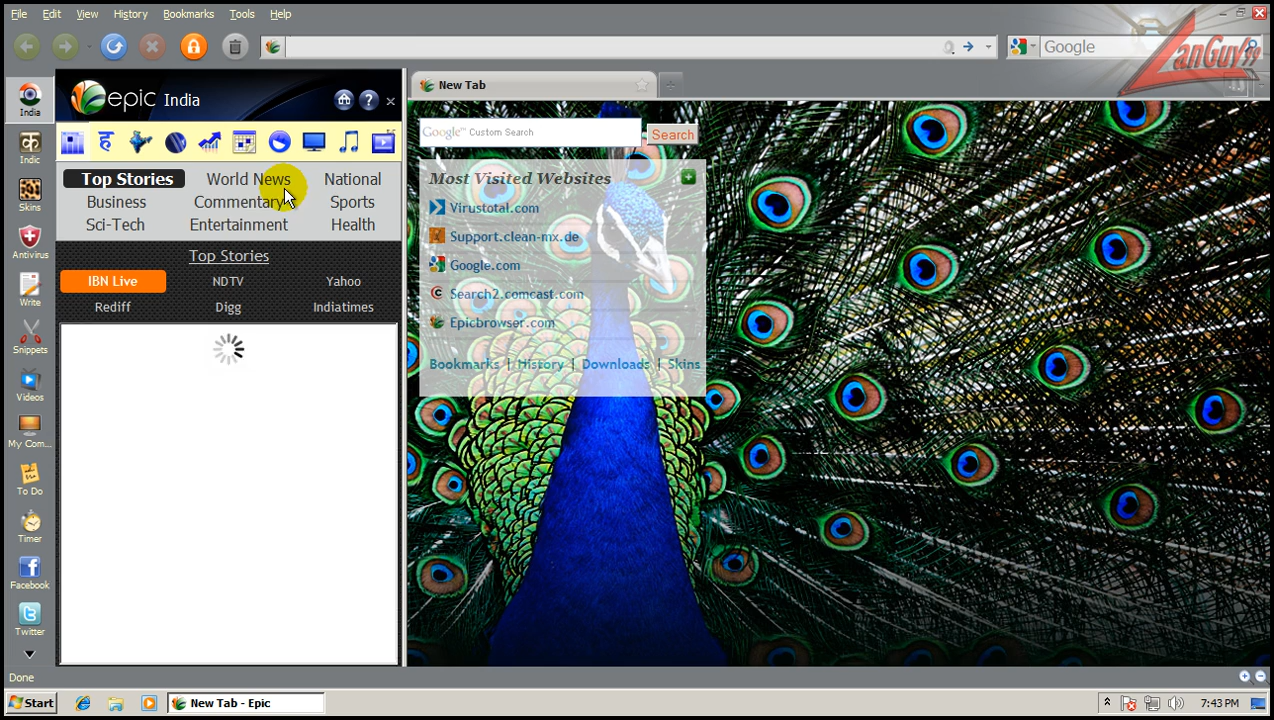 File Edit View History Bookmarks Tools Help
Google
LanGuy99
New Tab
India
epic India
Google™ Custom Search
Search
Indic
Top Stories World News National
Business Commentary Sports
Sci-Tech Entertainment Health
Most Visited Websites
Virustotal.com
Support.clean-mx.de
Google.com
Search2.comcast.com
Epicbrowser.com
Bookmarks | History | Downloads | Skins
Skins
Antivirus
Top Stories
IBN Live NDTV Yahoo
Rediff Digg Indiatimes
Write
Snippets
Videos
My Com...
To Do
Timer
Facebook
Twitter
Done
Start New Tab - Epic 7:43 PM